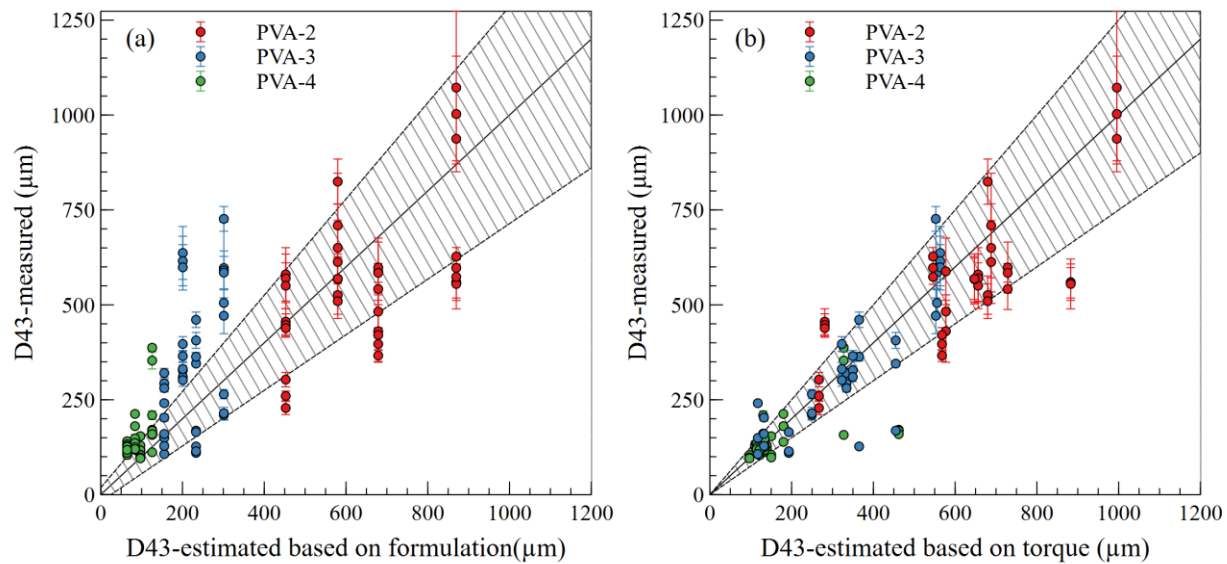 (a)
PVA-2
PVA-3
PVA-4
1250
1000
750
500
250
0
0 200 400 600 800 1000 1200
D43-measured (µm)
D43-estimated based on formulation(µm)
(b)
PVA-2
PVA-3
PVA-4
1250
1000
750
500
250
0
0 200 400 600 800 1000 1200
D43-measured (µm)
D43-estimated based on torque (µm)